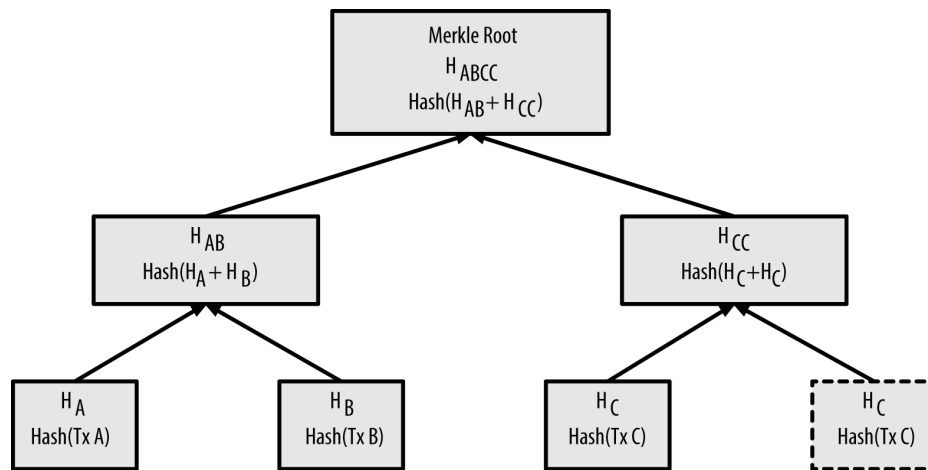 Merkle Root
H ABCC
Hash(H AB + H CC)
H AB
Hash(H A + H B)
H CC
Hash(H C+H C)
H A
Hash(Tx A)
H B
Hash(Tx B)
H C
Hash(Tx C)
H C
Hash(Tx C)